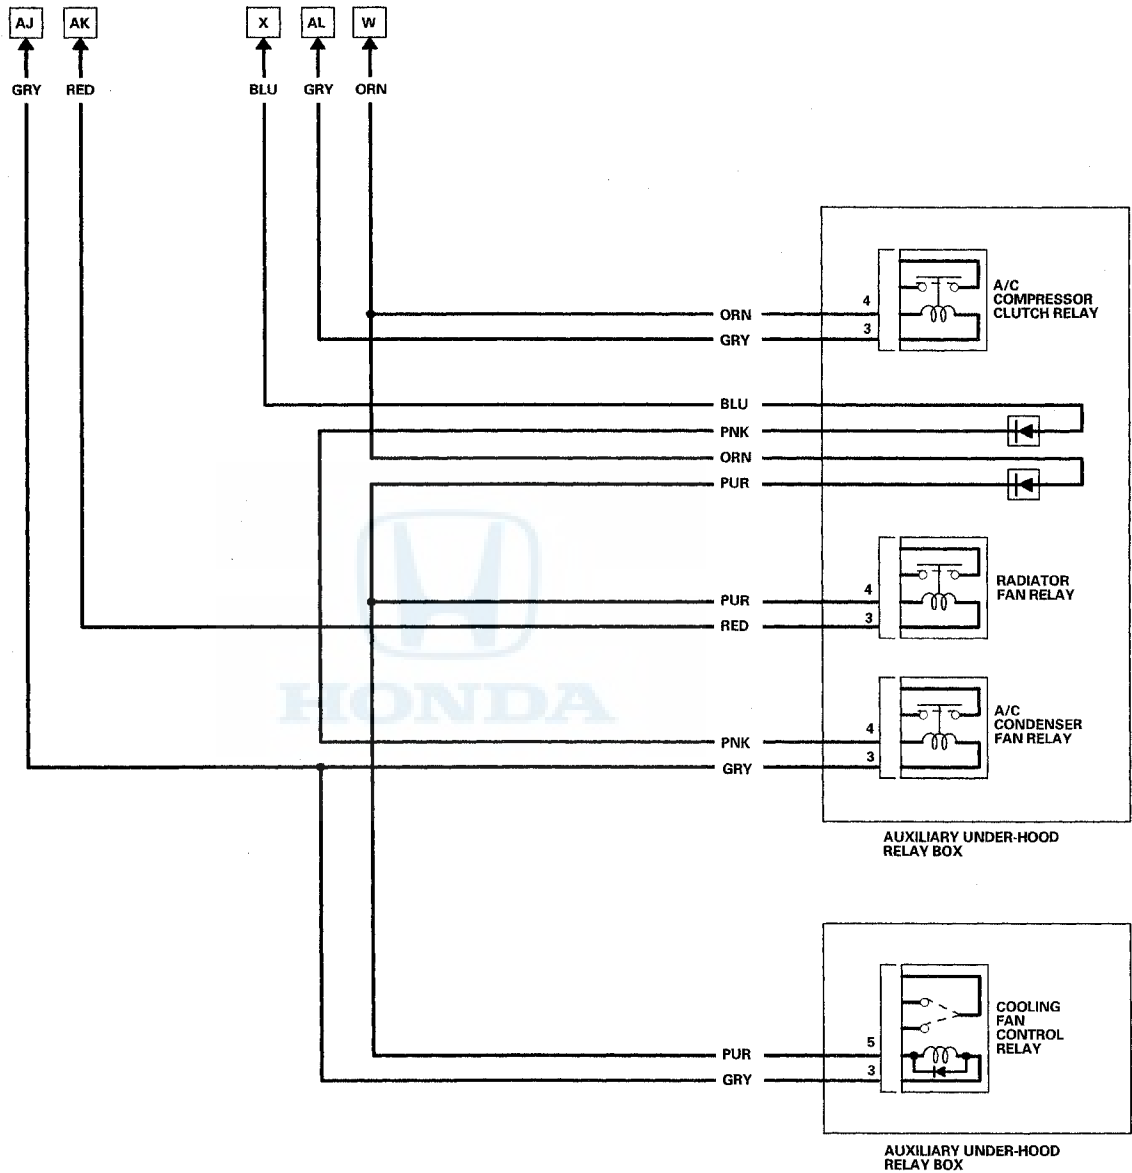 AJ AK X AL W
GRY RED BLU GRY ORN
A/C
COMPRESSOR
CLUTCH RELAY
4
ORN
3
GRY
BLU
PNK
ORN
PUR
RADIATOR
FAN RELAY
4
PUR
3
RED
HONDA
A/C
CONDENSER
FAN RELAY
4
PNK
3
GRY
AUXILIARY UNDER-HOOD
RELAY BOX
COOLING
FAN
CONTROL
RELAY
5
PUR
3
GRY
AUXILIARY UNDER-HOOD
RELAY BOX